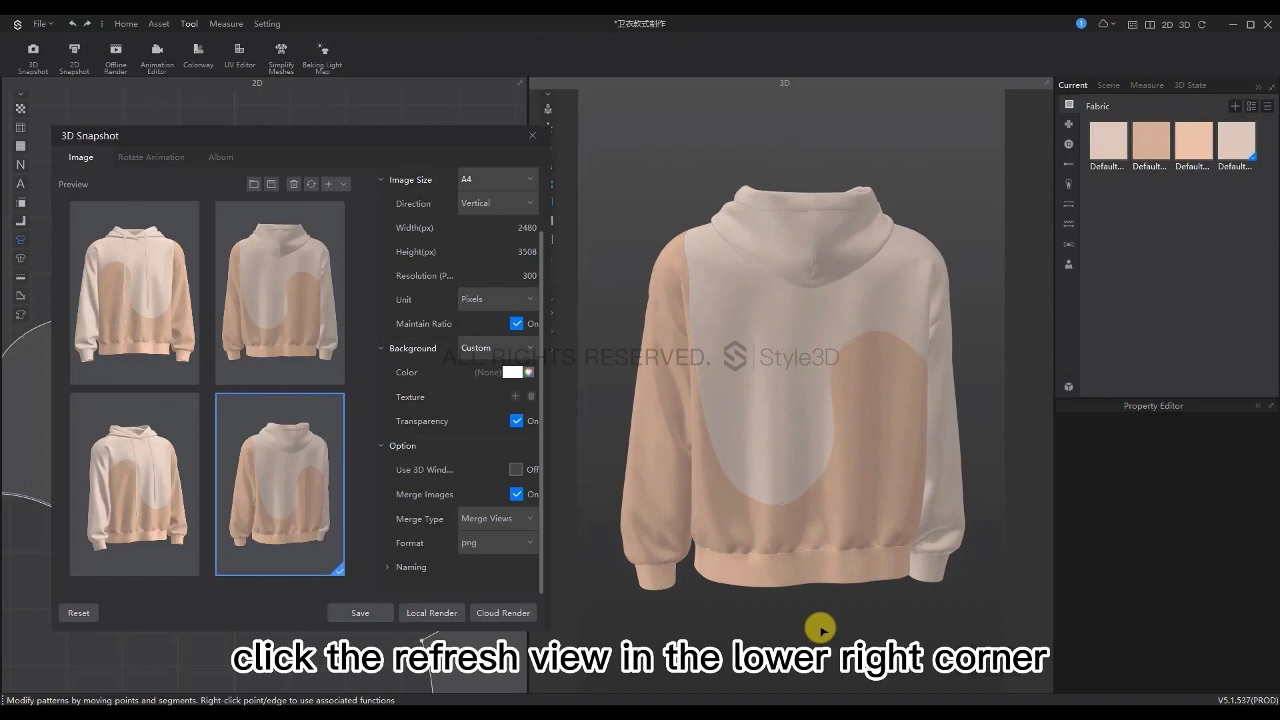 File
Home
Asset
Tool
Measure
Setting
*卫衣款式制作
1
2D
3D
3D Snapshot
2D Snapshot
Offline Render
Animation Editor
Colorway
UV Editor
Simplify Meshes
Baking Light Map
2D
3D
Current
Scene
Measure
3D State
Fabric
Default...
Default...
Default...
Default...
Property Editor
3D Snapshot
Image
Rotate Animation
Album
Preview
Image Size
A4
Direction
Vertical
Width(px)
2480
Height(px)
3508
Resolution (P...
300
Unit
Pixels
Maintain Ratio
On
Background
Custom
Color
(None)
Texture
Transparency
On
Option
Use 3D Wind...
Off
Merge Images
On
Merge Type
Merge Views
Format
png
Naming
Reset
Save
Local Render
Cloud Render
ALL RIGHTS RESERVED. Style3D
click the refresh view in the lower right corner
Modify patterns by moving points and segments. Right-click point/edge to use associated functions
V5.1.537(PROD)